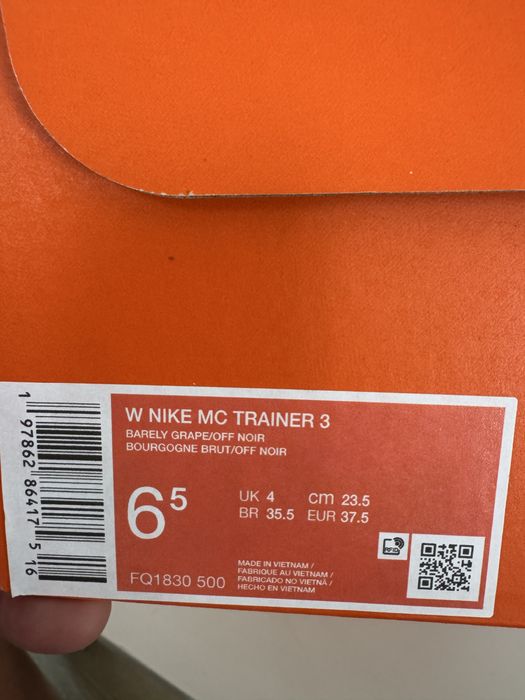 W NIKE MC TRAINER 3
BARELY GRAPE/OFF NOIR
BOURGOGNE BRUT/OFF NOIR
6⁵
UK 4 cm 23.5
BR 35.5 EUR 37.5
RFID
FQ1830 500
MADE IN VIETNAM /
FABRIQUE AU VIETNAM /
FABRICADO NO VIETNÃ /
HECHO EN VIETNAM
1 97862 86417 5 16